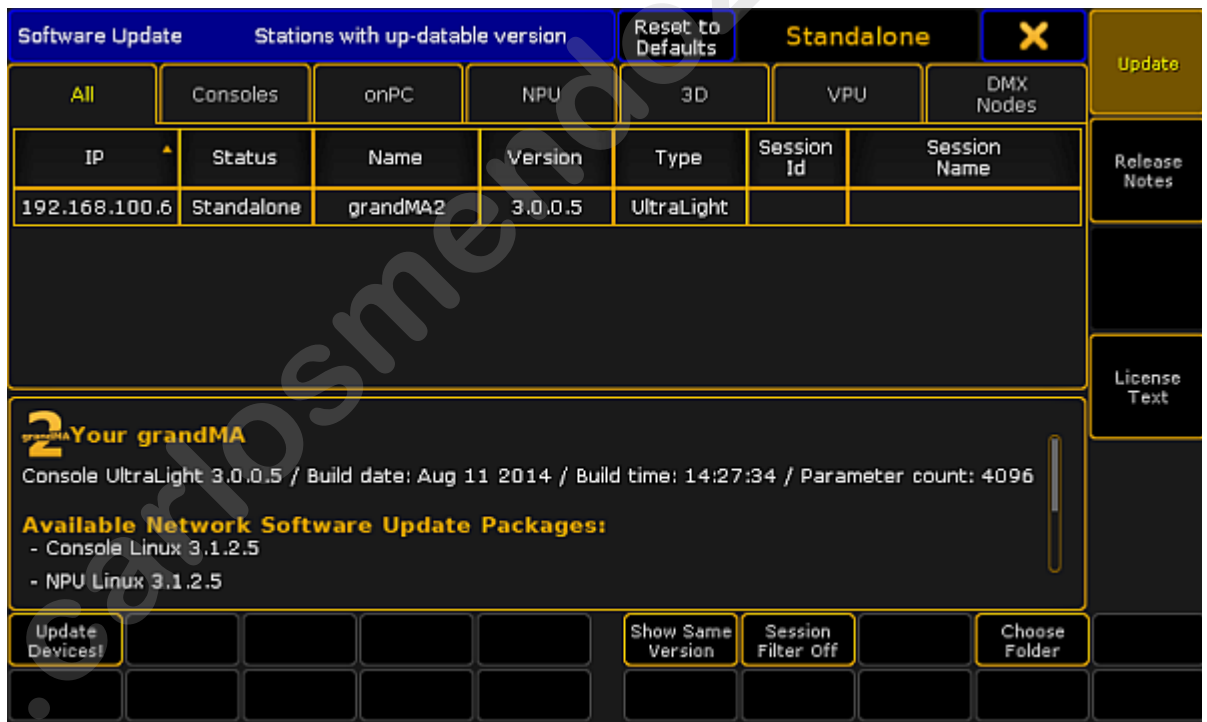 Software Update Stations with up-datable version Reset to Defaults Standalone X
Update
All Consoles onPC NPU 3D VPU DMX Nodes
IP Status Name Version Type Session Id Session Name
Release Notes
192.168.100.6 Standalone grandMA2 3.0.0.5 UltraLight
License Text
grandMA 2 Your grandMA
Console UltraLight 3.0.0.5 / Build date: Aug 11 2014 / Build time: 14:27:34 / Parameter count: 4096
Available Network Software Update Packages:
- Console Linux 3.1.2.5
- NPU Linux 3.1.2.5
Update Devices! Show Same Version Session Filter Off Choose Folder